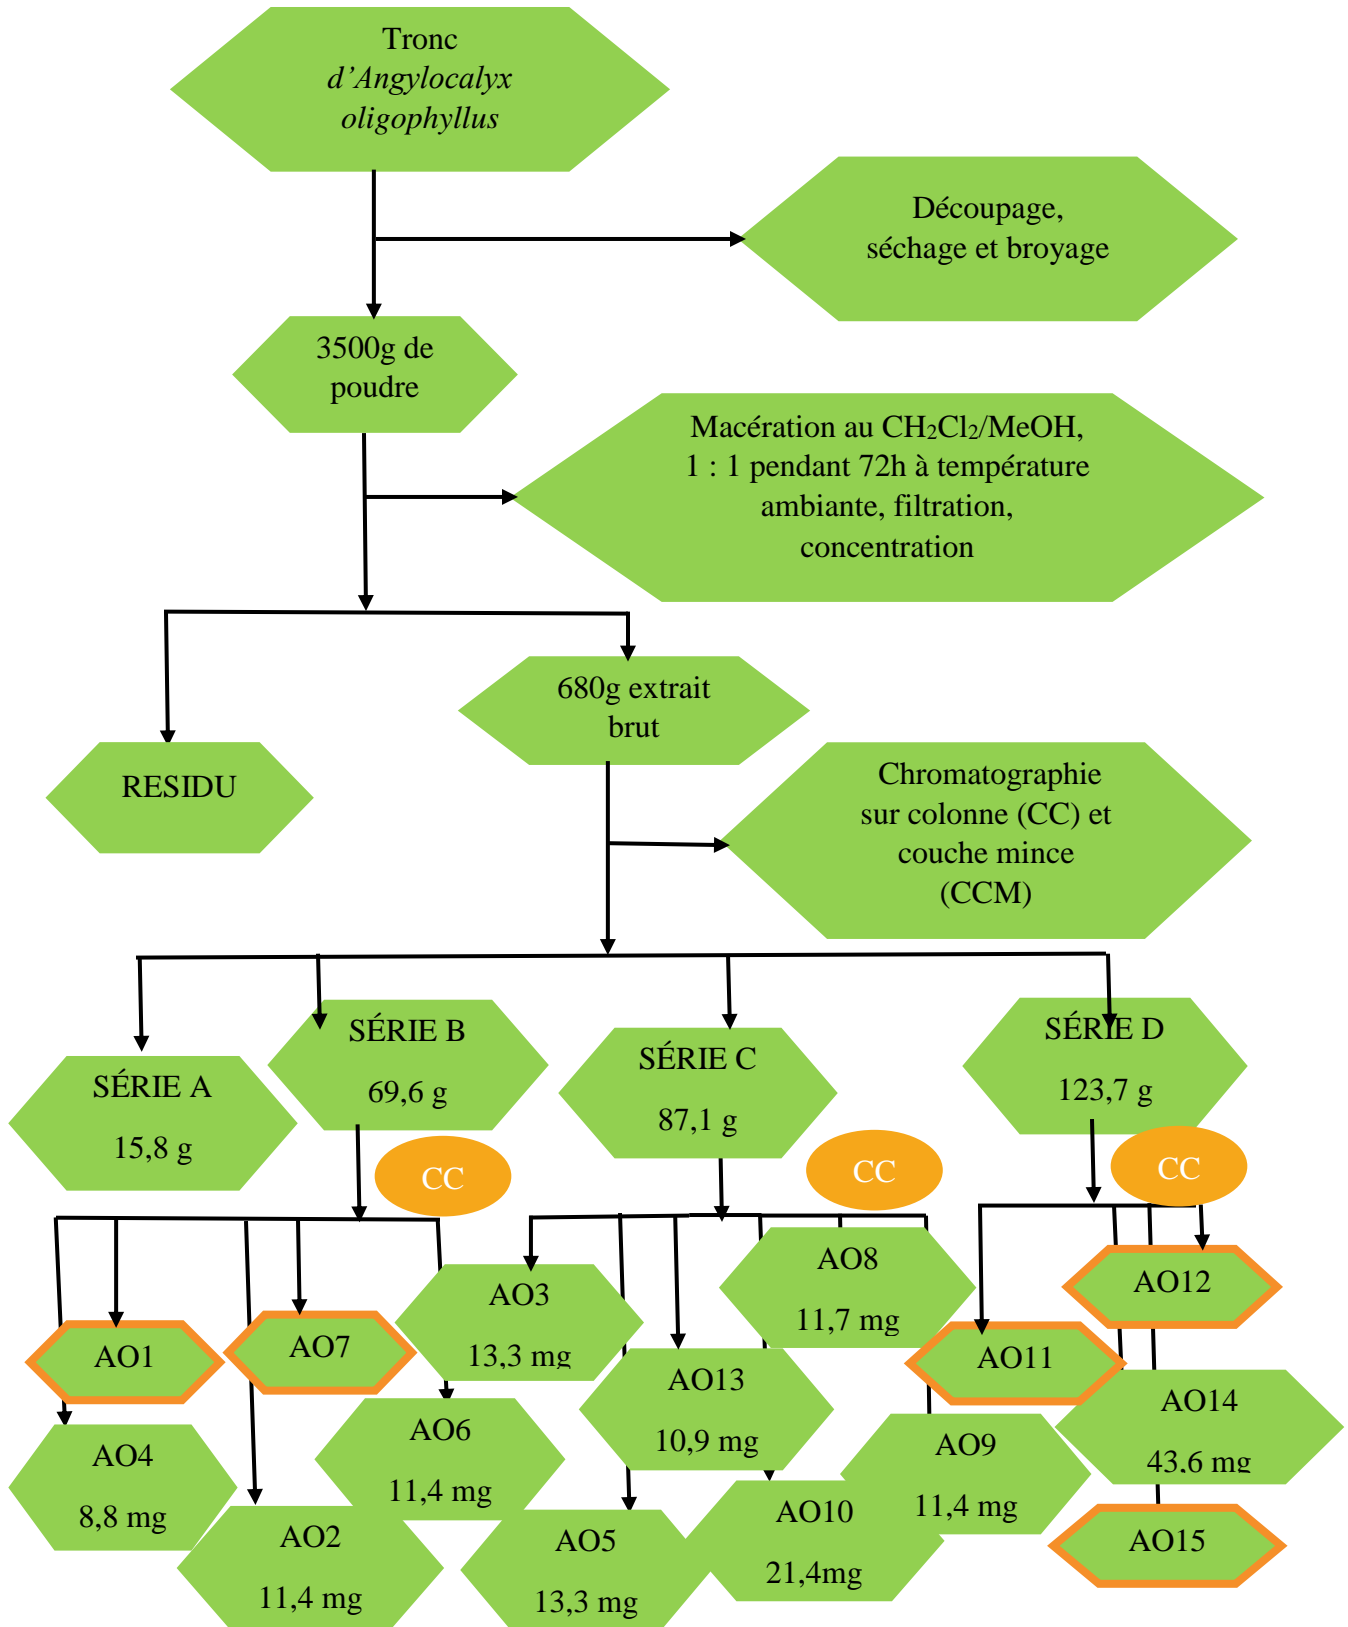 Tronc
d’Angylocalyx
oligophyllus
Découpage,
séchage et broyage
3500g de
poudre
Macération au CH₂Cl₂/MeOH,
1 : 1 pendant 72h à température
ambiante, filtration,
concentration
680g extrait
brut
RESIDU
Chromatographie
sur colonne (CC) et
couche mince
(CCM)
SÉRIE A
15,8 g
SÉRIE B
69,6 g
SÉRIE C
87,1 g
SÉRIE D
123,7 g
CC
CC
CC
AO1
AO7
AO4
8,8 mg
AO2
11,4 mg
AO6
11,4 mg
AO3
13,3 mg
AO13
10,9 mg
AO5
13,3 mg
AO8
11,7 mg
AO10
21,4mg
AO9
11,4 mg
AO11
AO12
AO14
43,6 mg
AO15